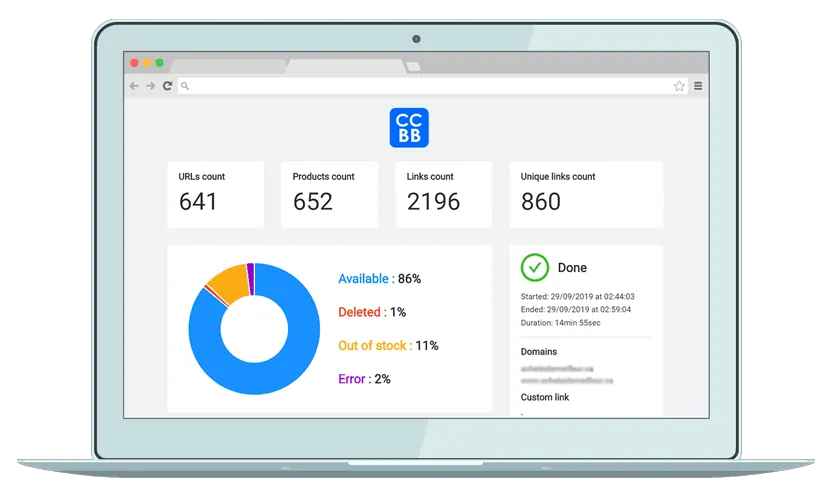 CC
BB
URLs count
641
Products count
652
Links count
2196
Unique links count
860
Available : 86%
Deleted : 1%
Out of stock : 11%
Error : 2%
Done
Started: 29/09/2019 at 02:44:03
Ended: 29/09/2019 at 02:59:04
Duration: 14min 55sec
Domains
Custom link